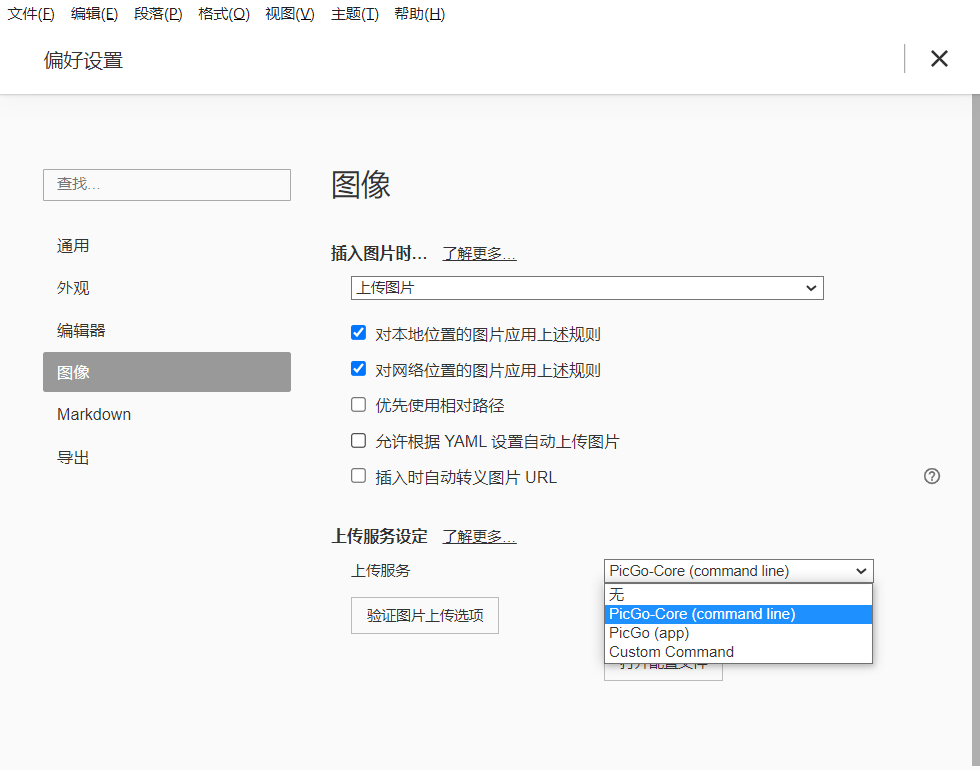 文件(F) 编辑(E) 段落(P) 格式(O) 视图(V) 主题(T) 帮助(H)
偏好设置
查找…
通用
外观
编辑器
图像
Markdown
导出
图像
插入图片时… 了解更多…
上传图片
对本地位置的图片应用上述规则
对网络位置的图片应用上述规则
优先使用相对路径
允许根据 YAML 设置自动上传图片
插入时自动转义图片 URL
上传服务设定 了解更多…
上传服务 PicGo-Core (command line)
无
PicGo-Core (command line)
PicGo (app)
Custom Command
验证图片上传选项
打开配置文件